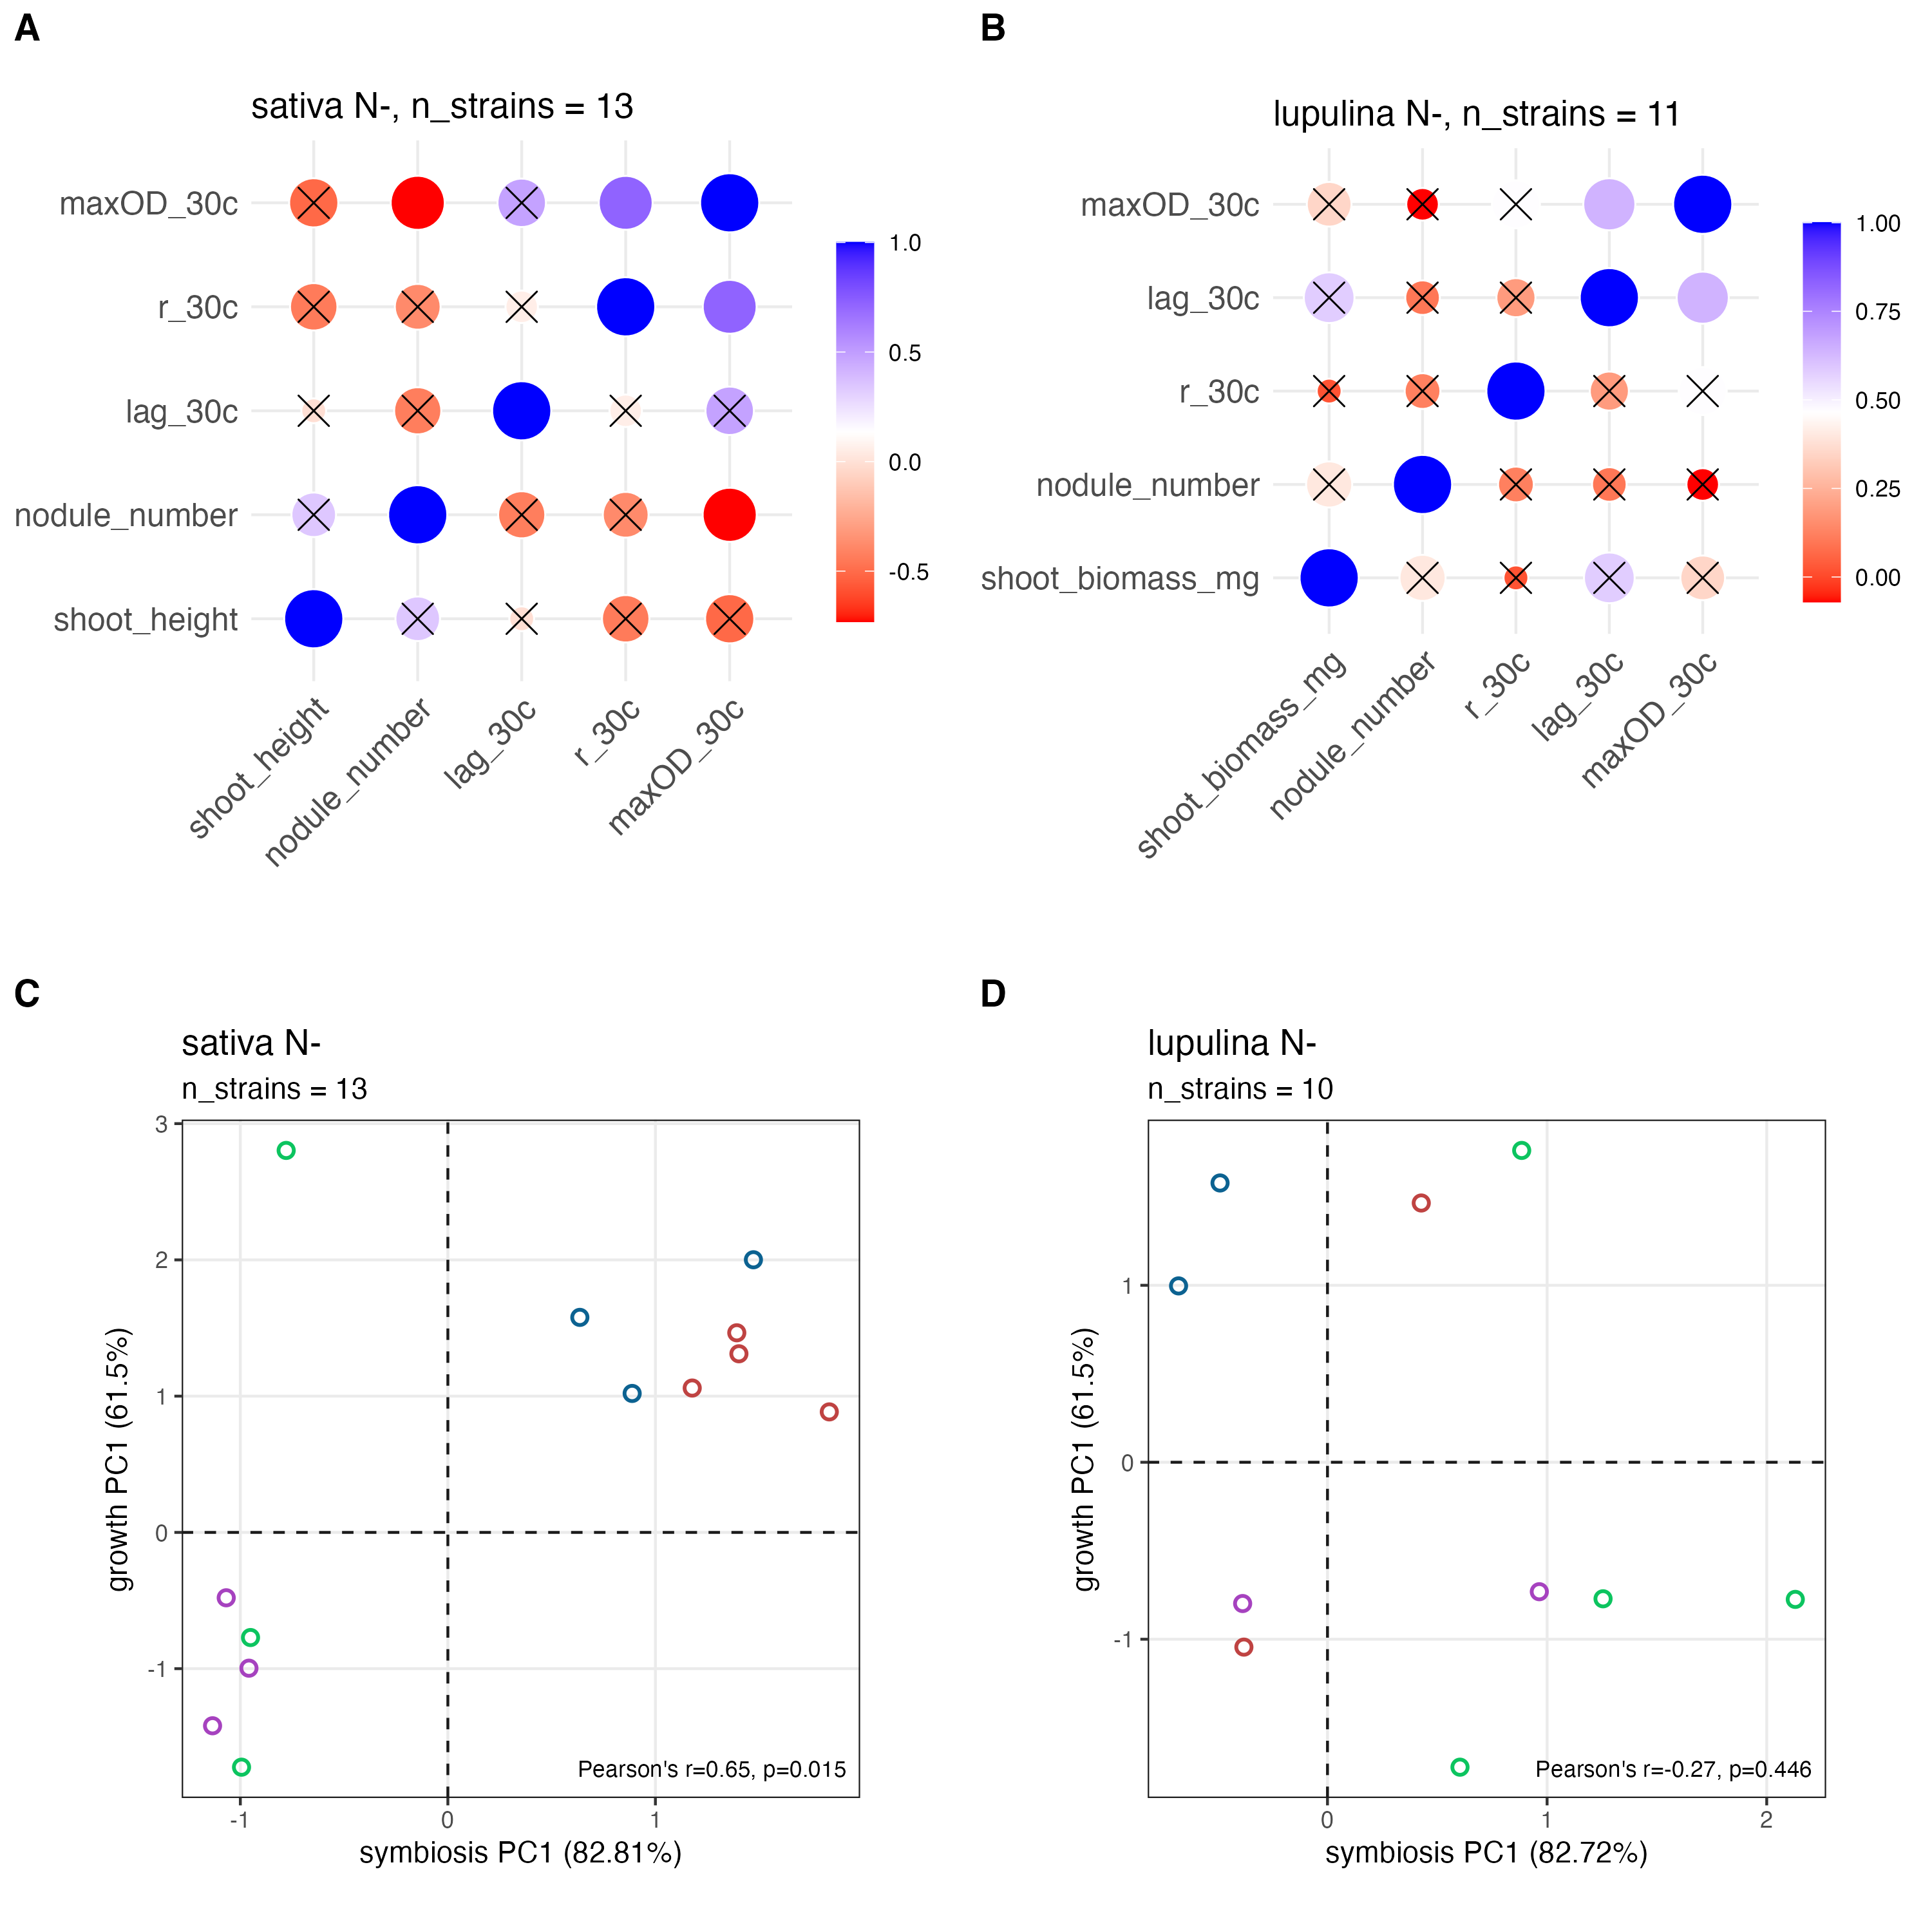 A
sativa N-, n_strains = 13
maxOD_30c
r_30c
lag_30c
nodule_number
shoot_height
shoot_height
nodule_number
lag_30c
r_30c
maxOD_30c
1.0
0.5
0.0
-0.5
B
lupulina N-, n_strains = 11
maxOD_30c
lag_30c
r_30c
nodule_number
shoot_biomass_mg
shoot_biomass_mg
nodule_number
r_30c
lag_30c
maxOD_30c
1.00
0.75
0.50
0.25
0.00
C
sativa N-
n_strains = 13
growth PC1 (61.5%)
3
2
1
0
-1
Pearson's r=0.65, p=0.015
-1
0
1
symbiosis PC1 (82.81%)
D
lupulina N-
n_strains = 10
growth PC1 (61.5%)
1
0
-1
Pearson's r=-0.27, p=0.446
0
1
2
symbiosis PC1 (82.72%)